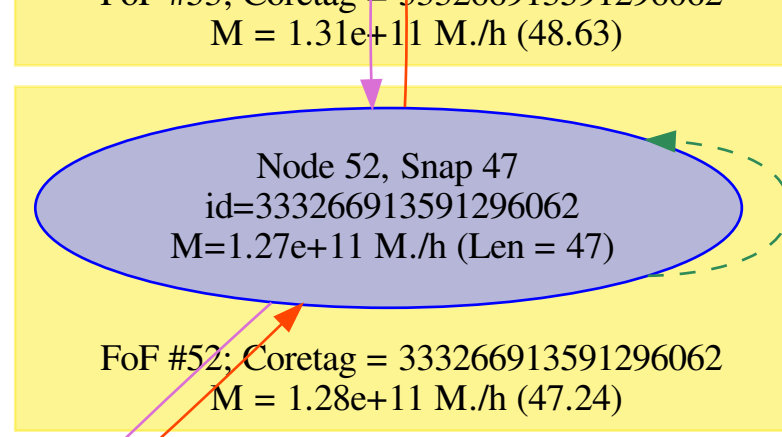 M = 1.31e+11 M./h (48.63)
Node 52, Snap 47
id=333266913591296062
M=1.27e+11 M./h (Len = 47)
FoF #52; Coretag = 333266913591296062
M = 1.28e+11 M./h (47.24)